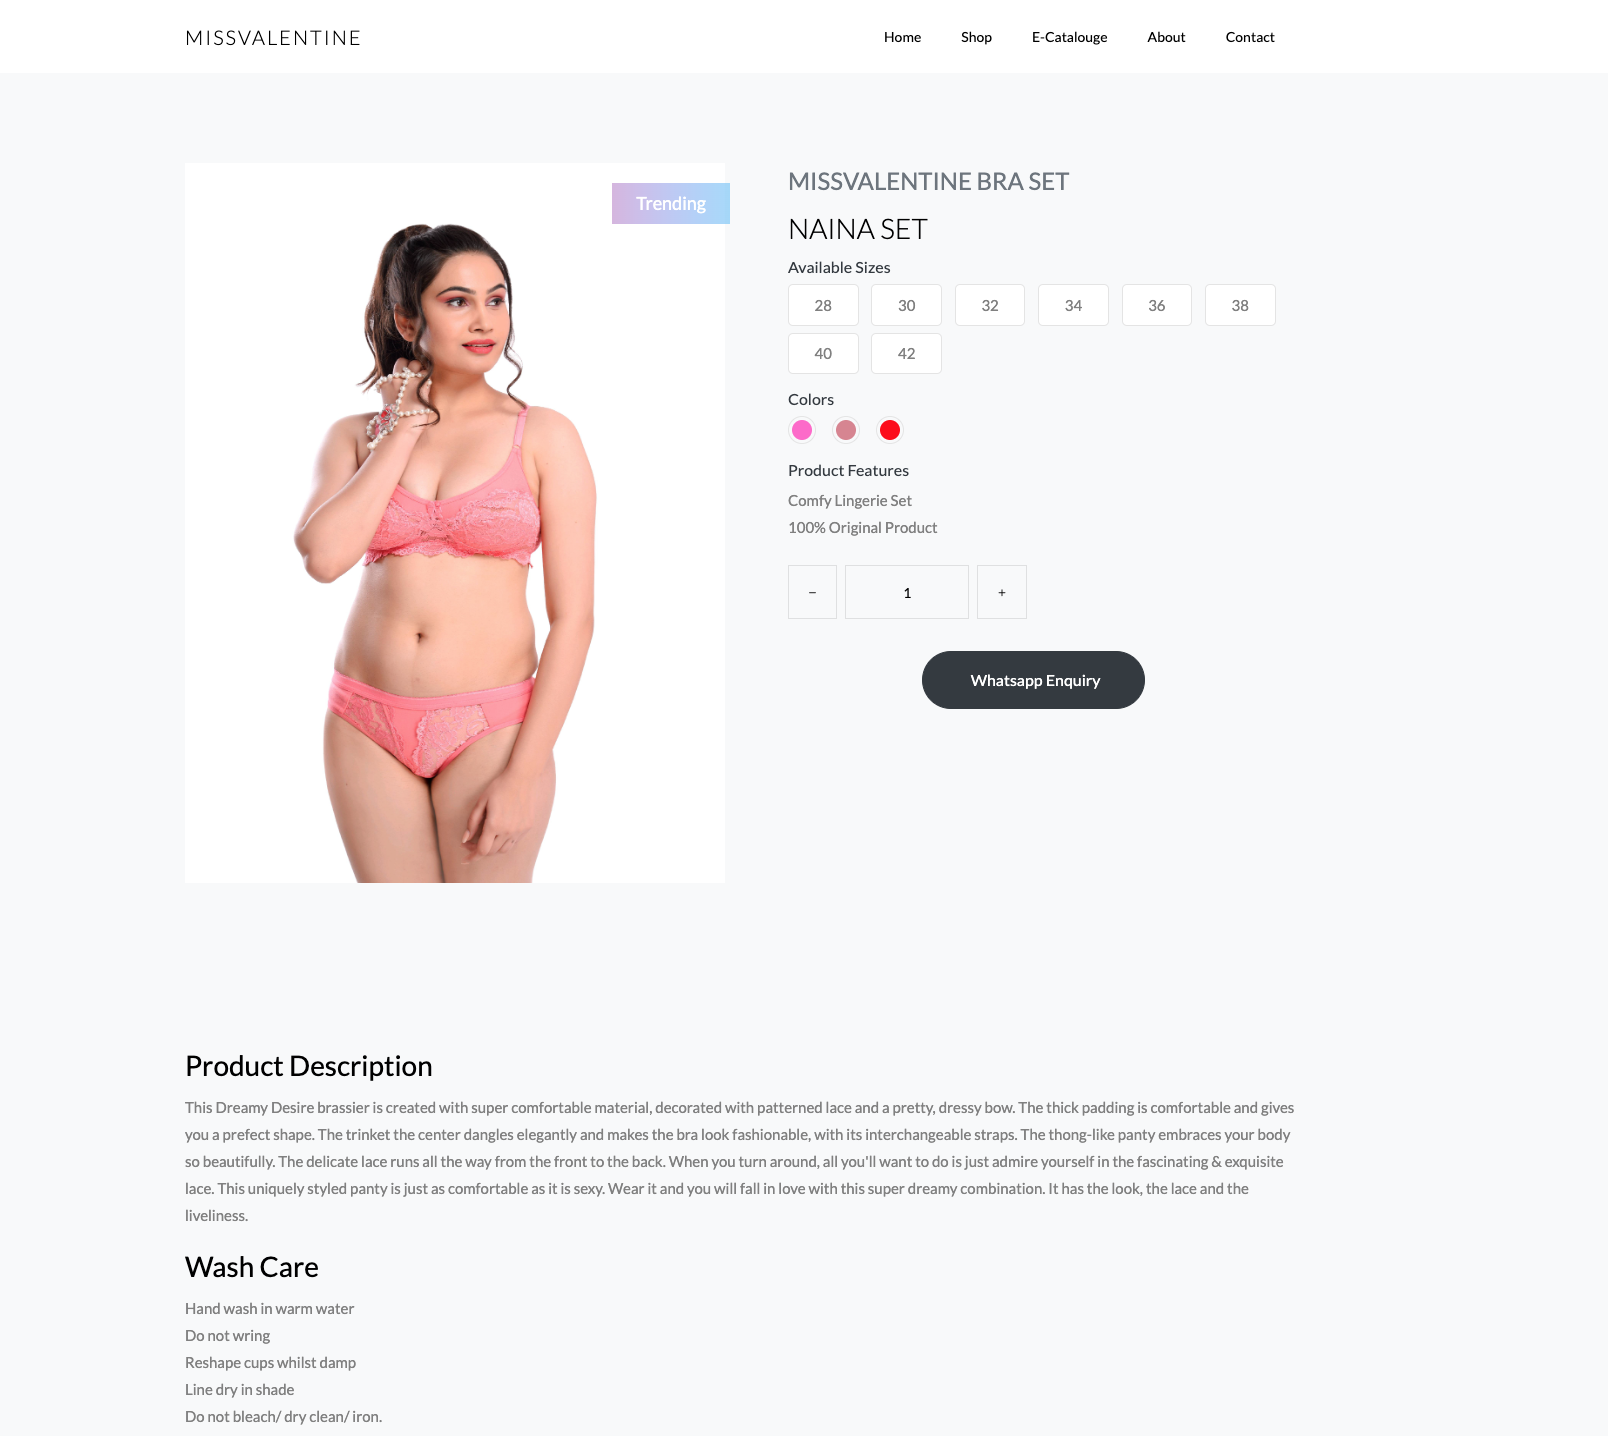 MISSVALENTINE
Home Shop E-Catalouge About Contact
Trending
MISSVALENTINE BRA SET
NAINA SET
Available Sizes
28 30 32 34 36 38
40 42
Colors
Product Features
Comfy Lingerie Set
100% Original Product
− 1 +
Whatsapp Enquiry
Product Description
This Dreamy Desire brassier is created with super comfortable material, decorated with patterned lace and a pretty, dressy bow. The thick padding is comfortable and gives
you a prefect shape. The trinket the center dangles elegantly and makes the bra look fashionable, with its interchangeable straps. The thong-like panty embraces your body
so beautifully. The delicate lace runs all the way from the front to the back. When you turn around, all you'll want to do is just admire yourself in the fascinating & exquisite
lace. This uniquely styled panty is just as comfortable as it is sexy. Wear it and you will fall in love with this super dreamy combination. It has the look, the lace and the
liveliness.
Wash Care
Hand wash in warm water
Do not wring
Reshape cups whilst damp
Line dry in shade
Do not bleach/ dry clean/ iron.